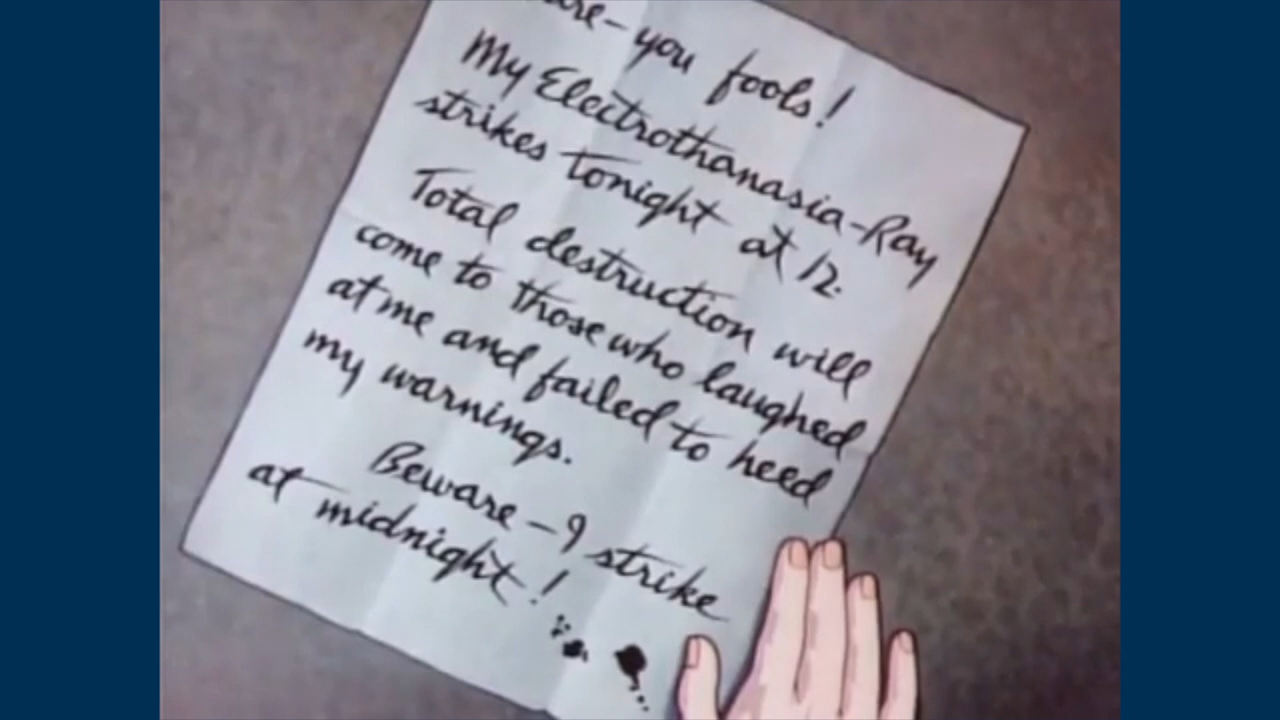 you fools!
My Electrothanasia-Ray
strikes tonight at 12.
Total destruction will
come to those who laughed
at me and failed to heed
my warnings.
Beware - I strike
at midnight!